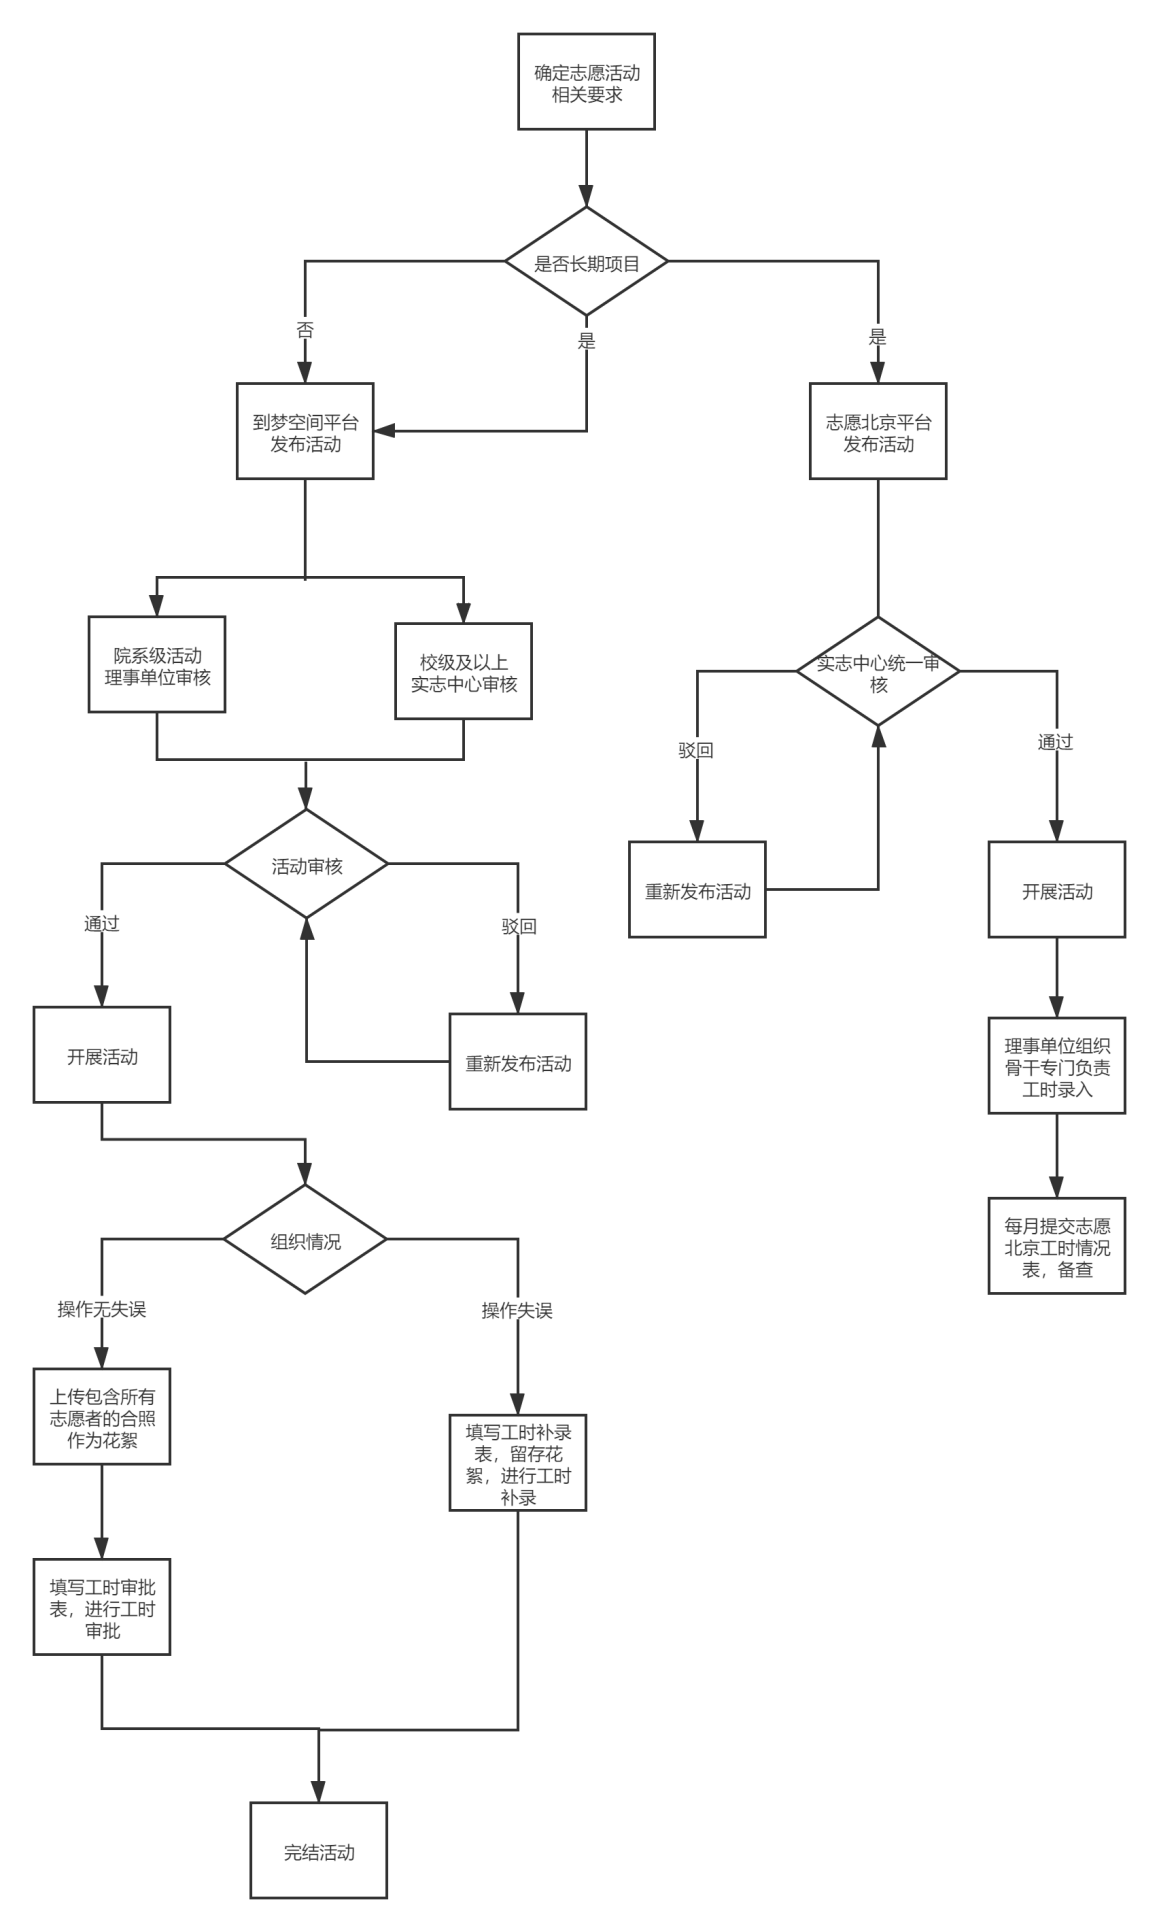 确定志愿活动
相关要求
是否长期项目
否
是
是
到梦空间平台
发布活动
志愿北京平台
发布活动
院系级活动
理事单位审核
校级及以上
实志中心审核
实志中心统一审
核
驳回
通过
活动审核
重新发布活动
开展活动
通过
驳回
开展活动
重新发布活动
理事单位组织
骨干专门负责
工时录入
组织情况
每月提交志愿
北京工时情况
表，备查
操作无失误
操作失误
上传包含所有
志愿者的合照
作为花絮
填写工时补录
表，留存花
絮，进行工时
补录
填写工时审批
表，进行工时
审批
完结活动